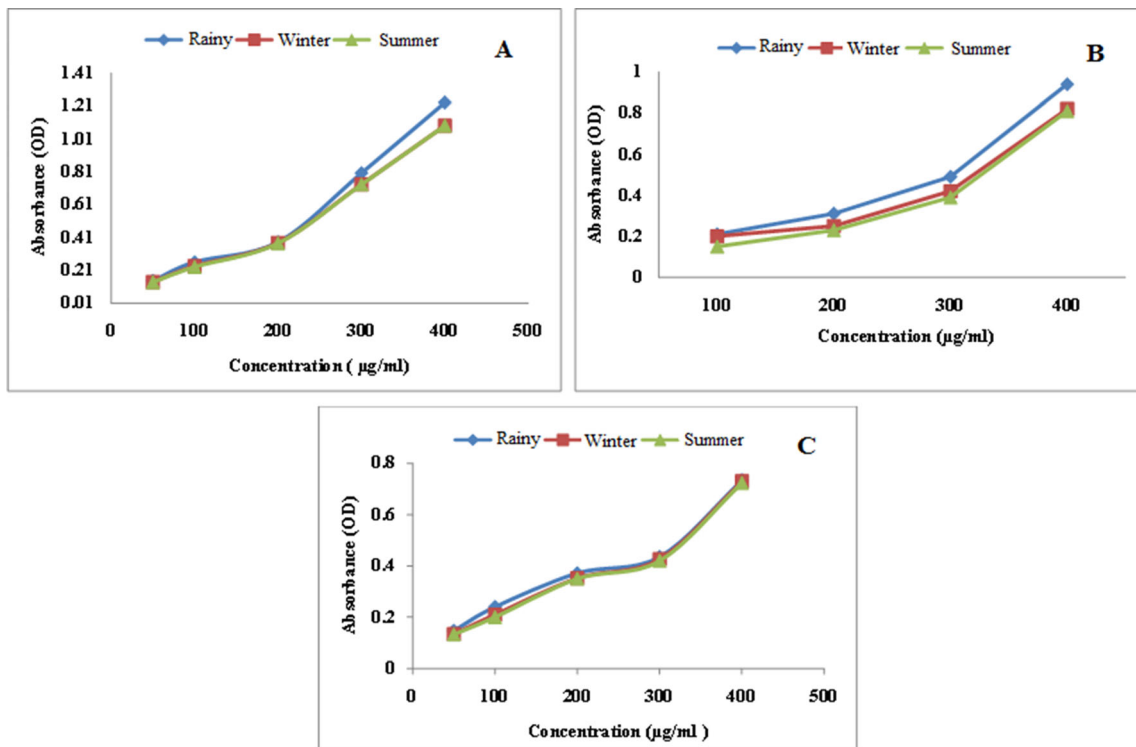 Rainy Winter Summer
A
1.41
1.21
1.01
0.81
0.61
0.41
0.21
0.01
Absorbance (OD)
0 100 200 300 400 500
Concentration ( µg/ml)
Rainy Winter Summer
B
1
0.8
0.6
0.4
0.2
0
Absorbance (OD)
100 200 300 400
Concentration (µg/ml)
Rainy Winter Summer
C
0.8
0.6
0.4
0.2
0
Absorbance (OD)
0 100 200 300 400 500
Concentration (µg/ml )